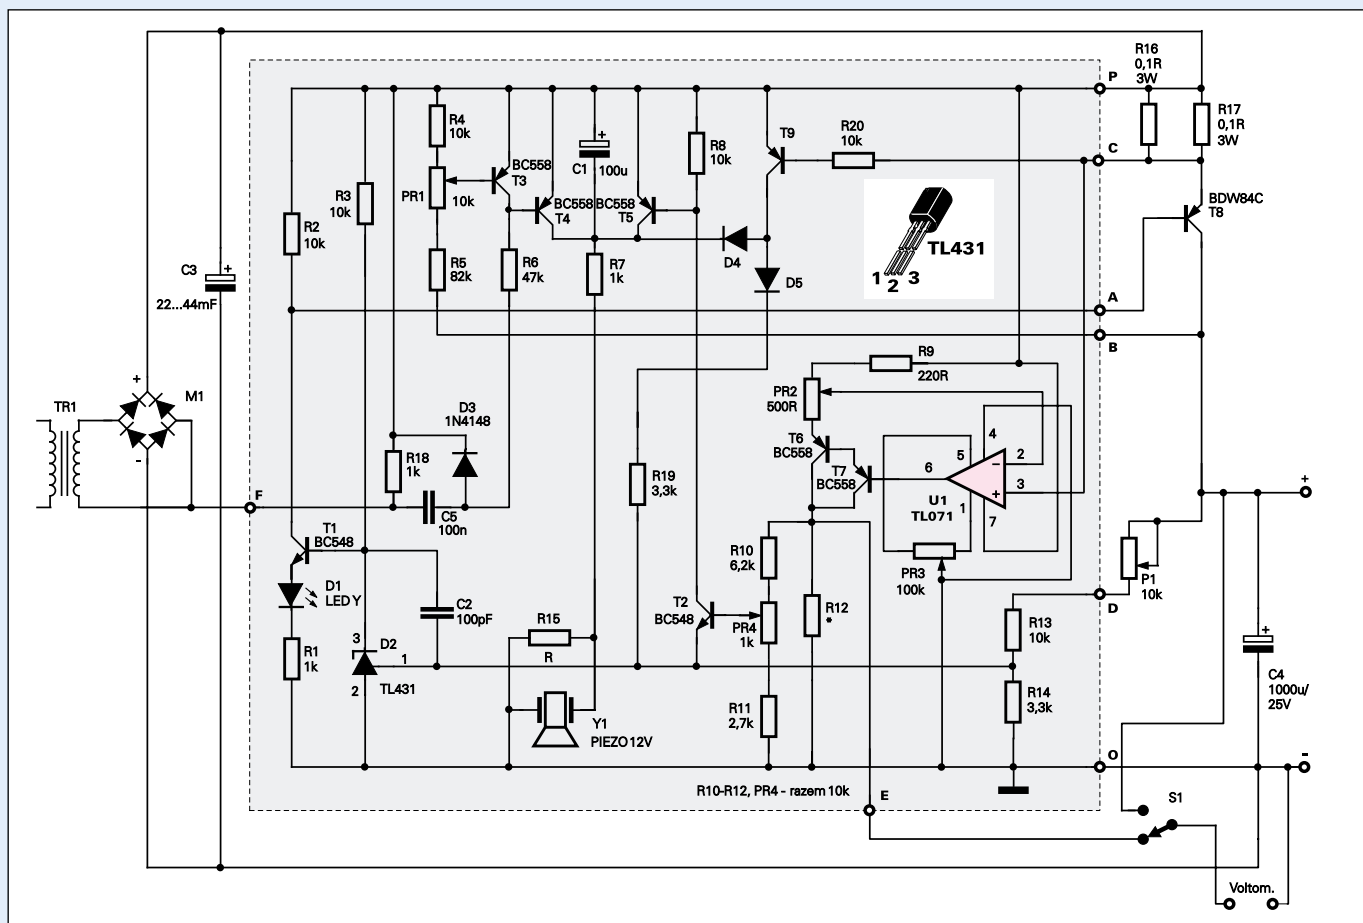 R16
0,1R
3W
P
R17
0,1R
3W
R4
10k
T9
R20
10k
C
R8
10k
BC558
T3
C1
+
100u
R3
10k
PR1
10k
BC558
T4
BC558
T5
BDW84C
T8
R2
10k
TL431
1 2 3
C3
+
22...44mF
R5
82k
R6
47k
R7
1k
D4
D5
A
B
R9
220R
M1
+
-
TR1
PR2
500R
D3
1N4148
T6
BC558
T7
BC558
4
5
2
6
3
−
+
U1
TL071
1
7
R18
1k
R19
3,3k
F
C5
100n
+
T1
BC548
R10
6,2k
PR3
100k
P1
10k
D1
LED Y
C2
100pF
T2
BC548
PR4
1k
R12
*
D
R13
10k
R15
R
R1
1k
3
D2
1
2
TL431
+
C4
1000u/
25V
R14
3,3k
R11
2,7k
Y1
PIEZO 12V
O
-
R10-R12, PR4 - razem 10k
E
S1
Voltom.